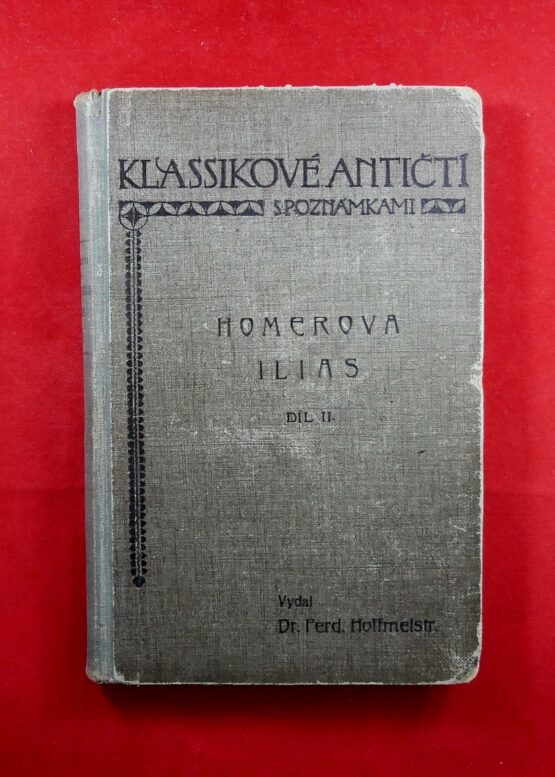 KLASSIKOVÉ ANTIČTÍ
S POZNÁMKAMI
HOMEROVA
ILIAS
DÍL II.
Vydal
Dr. Ferd. Hoffmeistr.